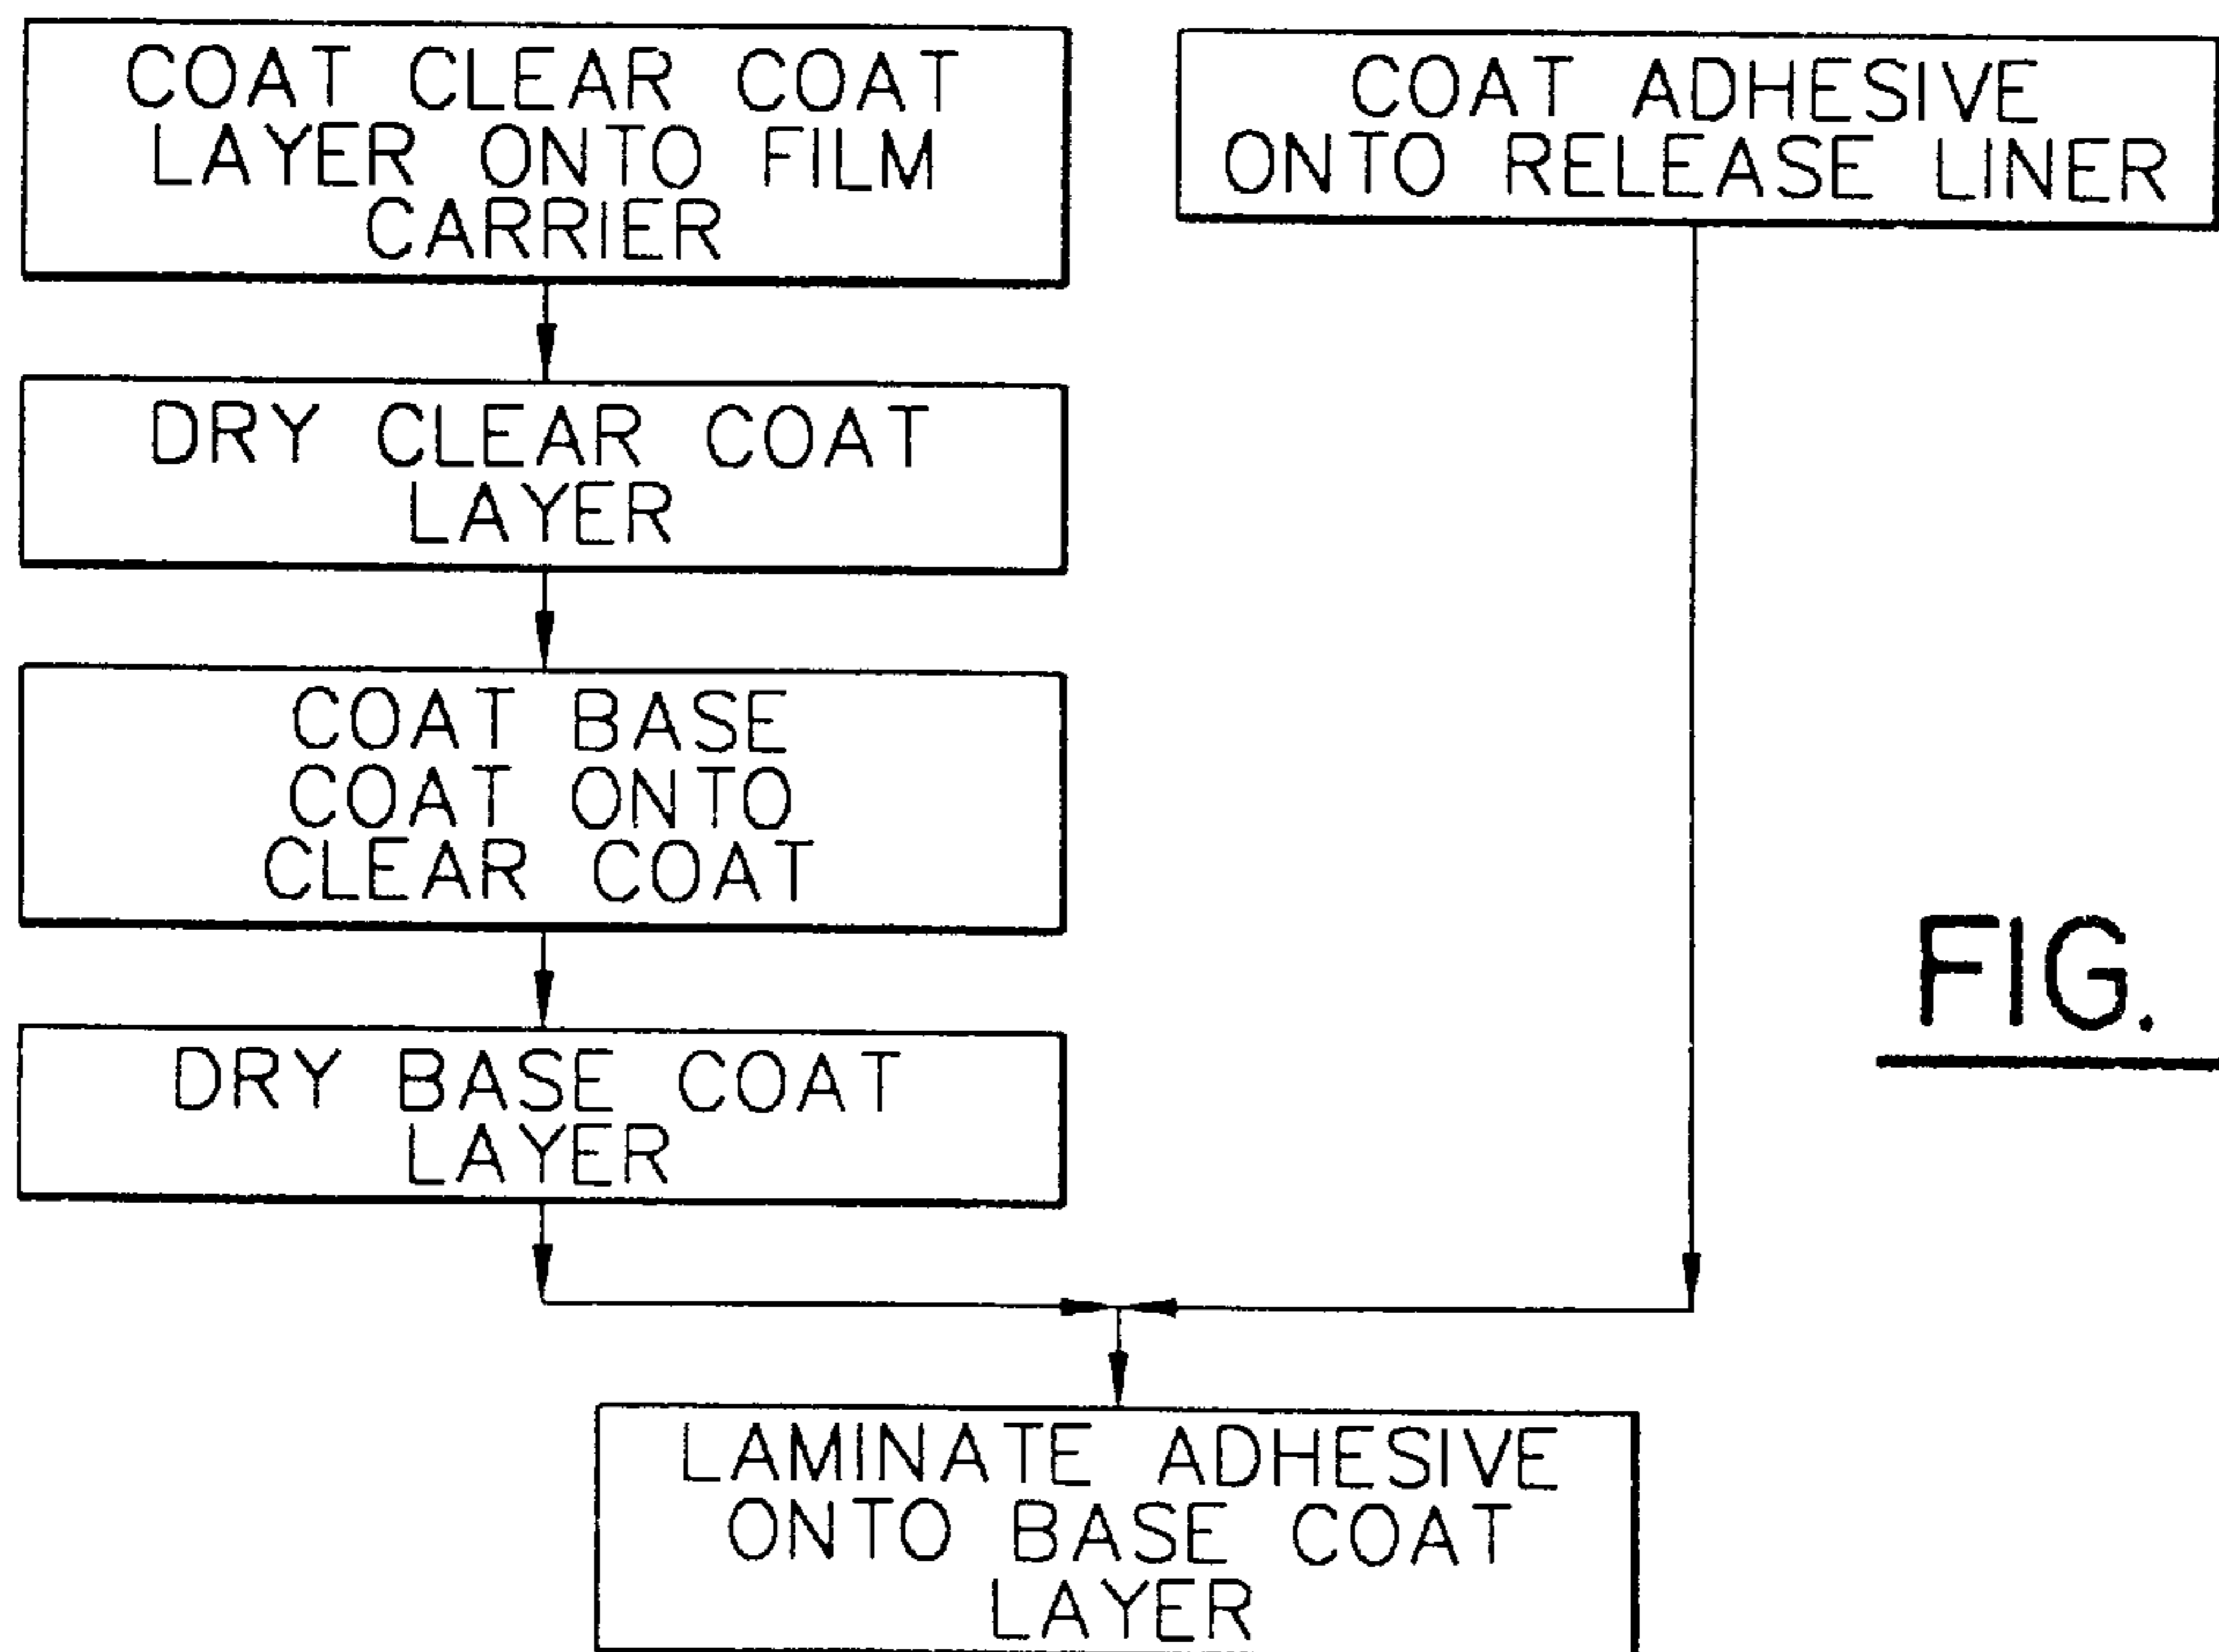 COAT CLEAR COAT
LAYER ONTO FILM
CARRIER
COAT ADHESIVE
ONTO RELEASE LINER
DRY CLEAR COAT
LAYER
COAT BASE
COAT ONTO
CLEAR COAT
DRY BASE COAT
LAYER
FIG.
LAMINATE ADHESIVE
ONTO BASE COAT
LAYER